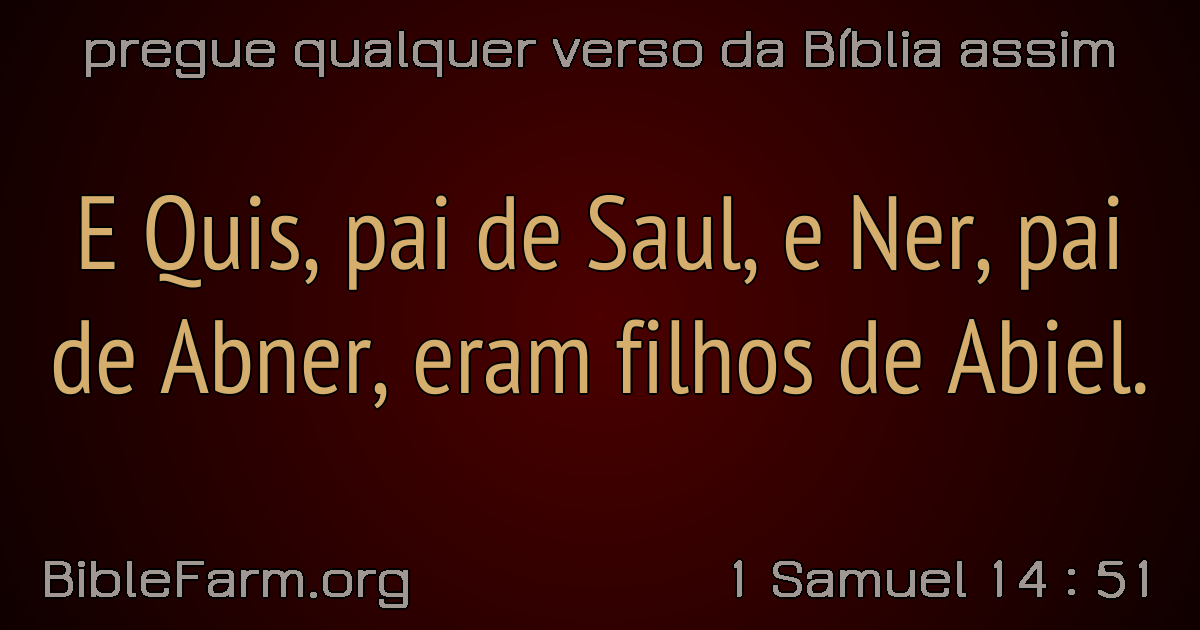 pregue qualquer verso da Bíblia assim
E Quis, pai de Saul, e Ner, pai
de Abner, eram filhos de Abiel.
BibleFarm.org
1 Samuel 14 : 51